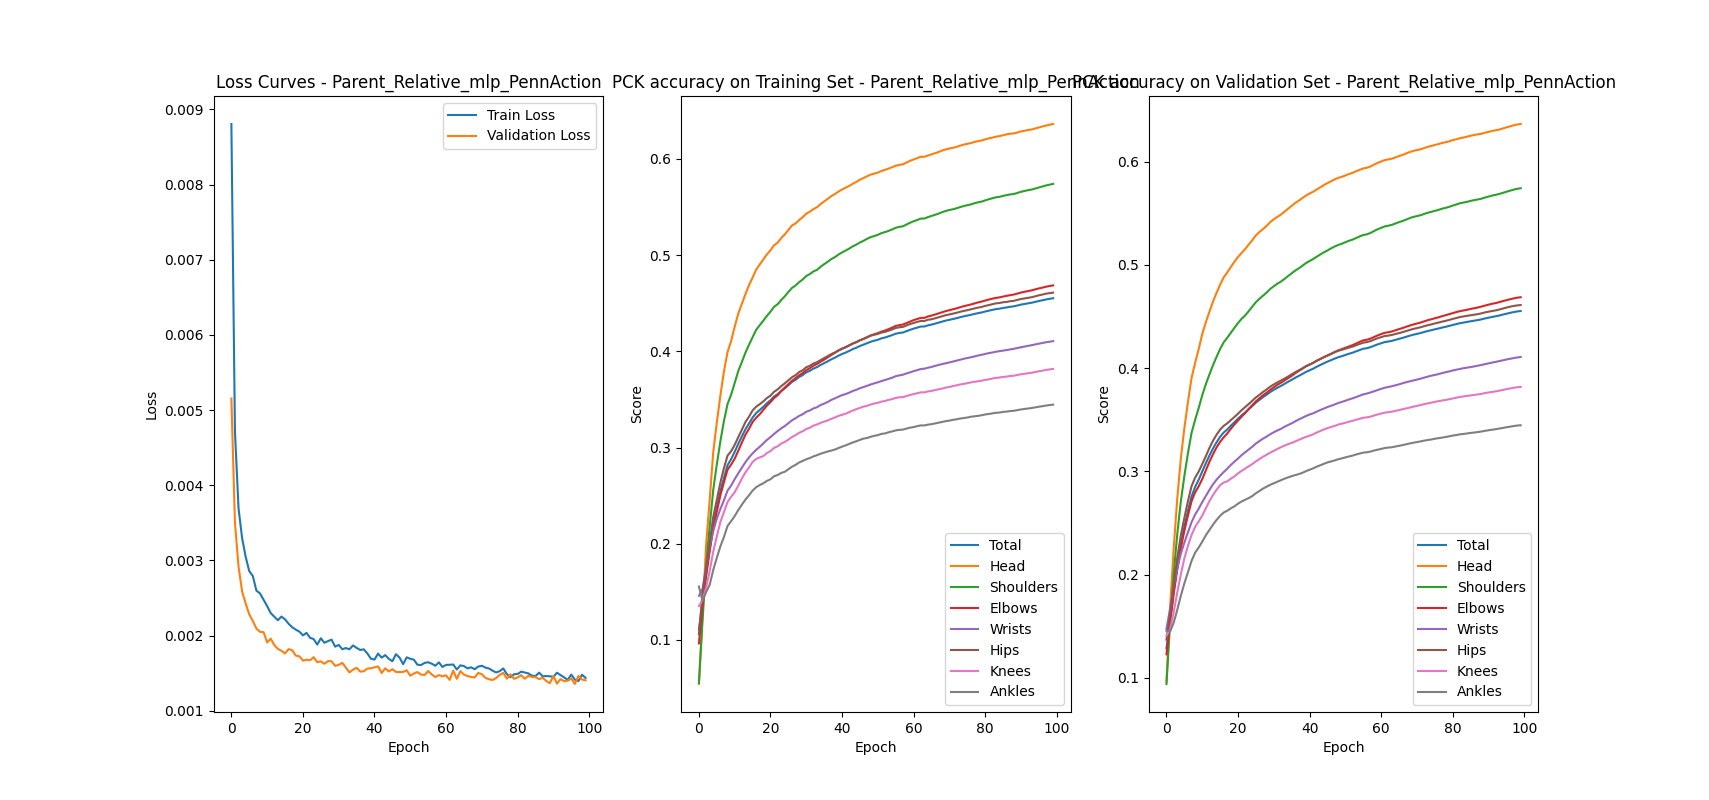 Loss Curves - Parent_Relative_mlp_PennAction
0.009
0.008
0.007
0.006
0.005
0.004
0.003
0.002
0.001
Loss
0
20
40
60
80
100
Epoch
Train Loss
Validation Loss
PCK accuracy on Training Set - Parent_Relative_mlp_PennAction
0.6
0.5
0.4
0.3
0.2
0.1
Score
0
20
40
60
80
100
Epoch
Total
Head
Shoulders
Elbows
Wrists
Hips
Knees
Ankles
PCK accuracy on Validation Set - Parent_Relative_mlp_PennAction
0.6
0.5
0.4
0.3
0.2
0.1
Score
0
20
40
60
80
100
Epoch
Total
Head
Shoulders
Elbows
Wrists
Hips
Knees
Ankles